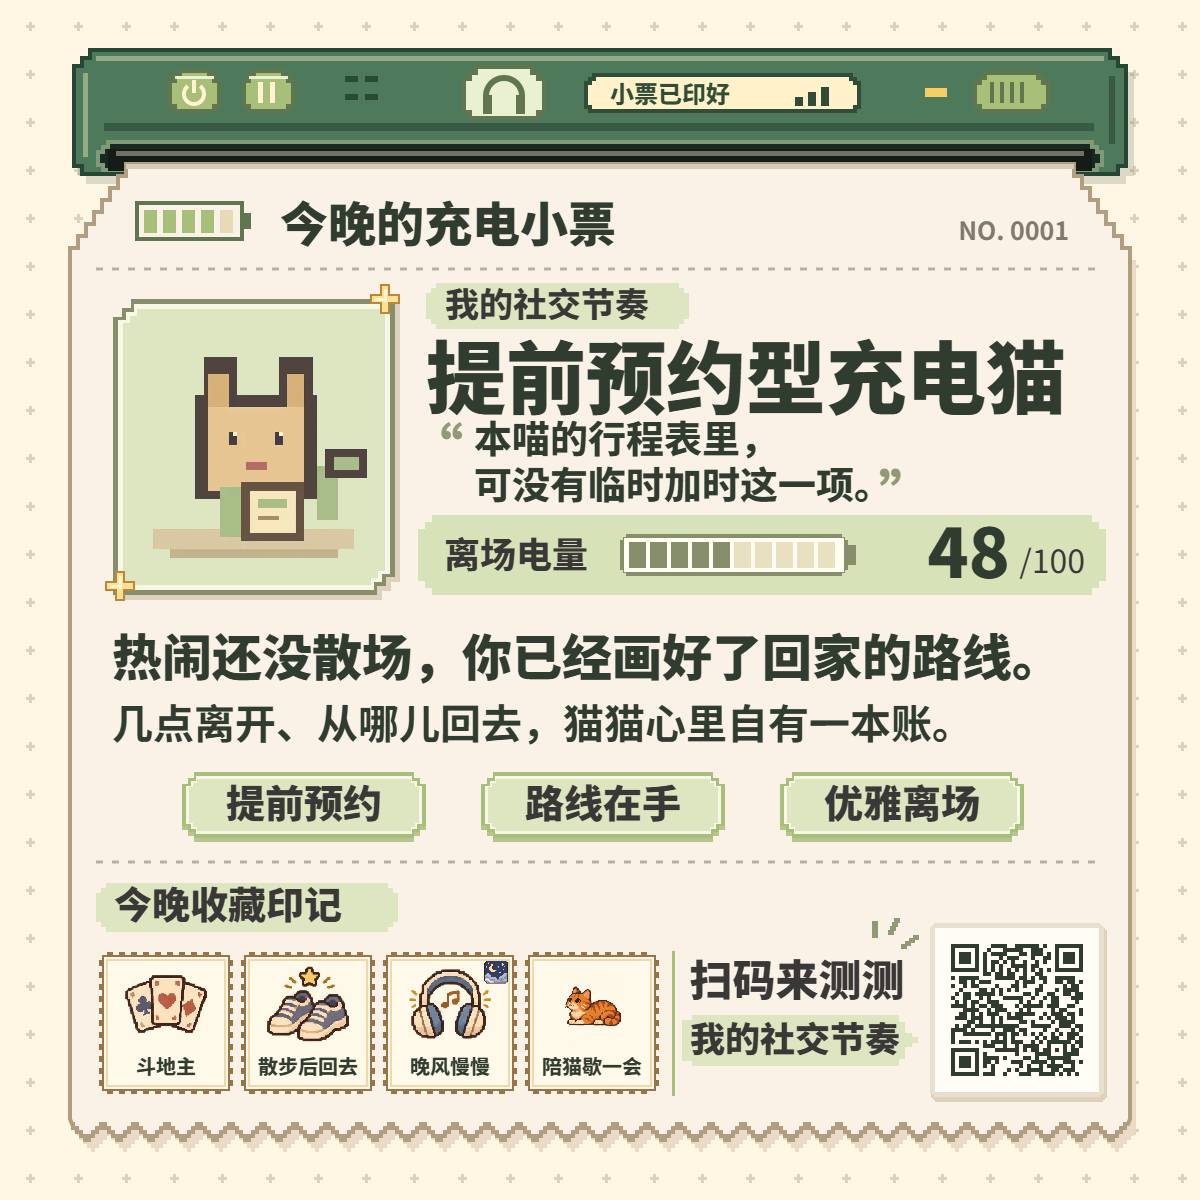 小票已印好
今晚的充电小票
NO. 0001
我的社交节奏
提前预约型充电猫
“本喵的行程表里，
可没有临时加时这一项。”
离场电量
48 /100
热闹还没散场，你已经画好了回家的路线。
几点离开、从哪儿回去，猫猫心里自有一本账。
提前预约
路线在手
优雅离场
今晚收藏印记
斗地主
散步后回去
晚风慢慢
陪猫歇一会
扫码来测测
我的社交节奏